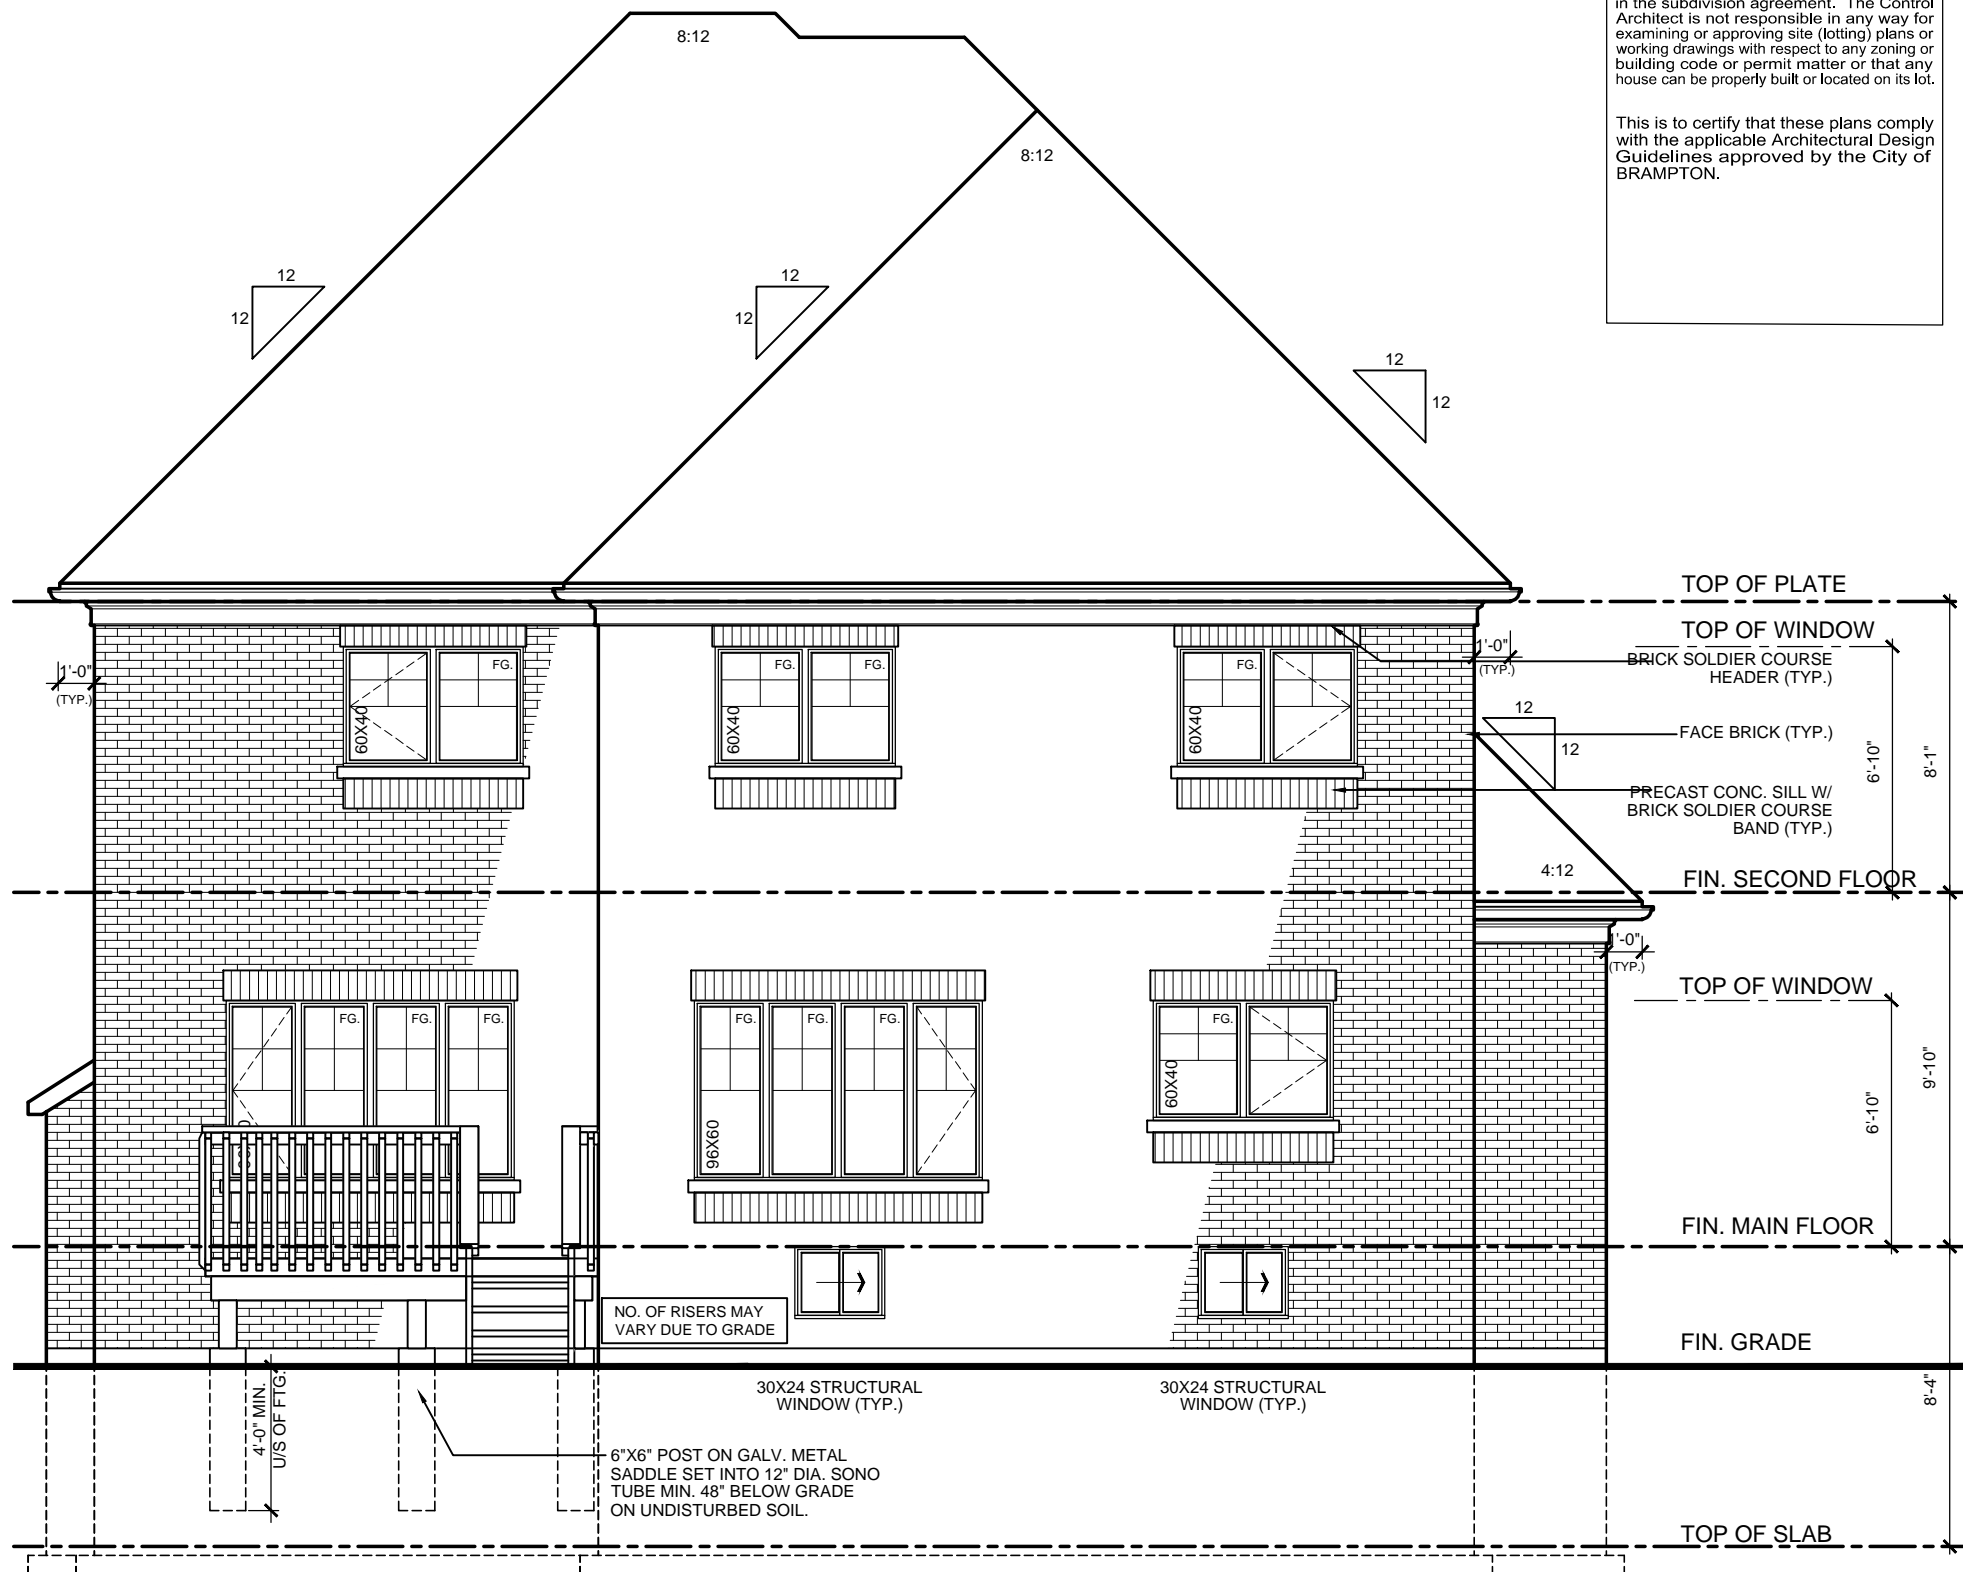 in the subdivision agreement. The Control
Architect is not responsible in any way for
examining or approving site (lotting) plans or
working drawings with respect to any zoning or
building code or permit matter or that any
house can be properly built or located on its lot.
This is to certify that these plans comply
with the applicable Architectural Design
Guidelines approved by the City of
BRAMPTON.
8:12
8:12
12
12
12
12
12
12
TOP OF PLATE
TOP OF WINDOW
1'-0"
(TYP.)
1'-0"
(TYP.)
BRICK SOLDIER COURSE
HEADER (TYP.)
FG.
FG.
FG.
FG.
60X40
60X40
60X40
12
12
FACE BRICK (TYP.)
6'-10"
8'-1"
PRECAST CONC. SILL W/
BRICK SOLDIER COURSE
BAND (TYP.)
4:12
FIN. SECOND FLOOR
1'-0"
(TYP.)
TOP OF WINDOW
FG.
FG.
FG.
FG.
FG.
FG.
FG.
60X40
96X60
6'-10"
9'-10"
FIN. MAIN FLOOR
NO. OF RISERS MAY
VARY DUE TO GRADE
FIN. GRADE
4'-0" MIN.
U/S OF FTG.
30X24 STRUCTURAL
WINDOW (TYP.)
30X24 STRUCTURAL
WINDOW (TYP.)
8'-4"
6"X6" POST ON GALV. METAL
SADDLE SET INTO 12" DIA. SONO
TUBE MIN. 48" BELOW GRADE
ON UNDISTURBED SOIL.
TOP OF SLAB